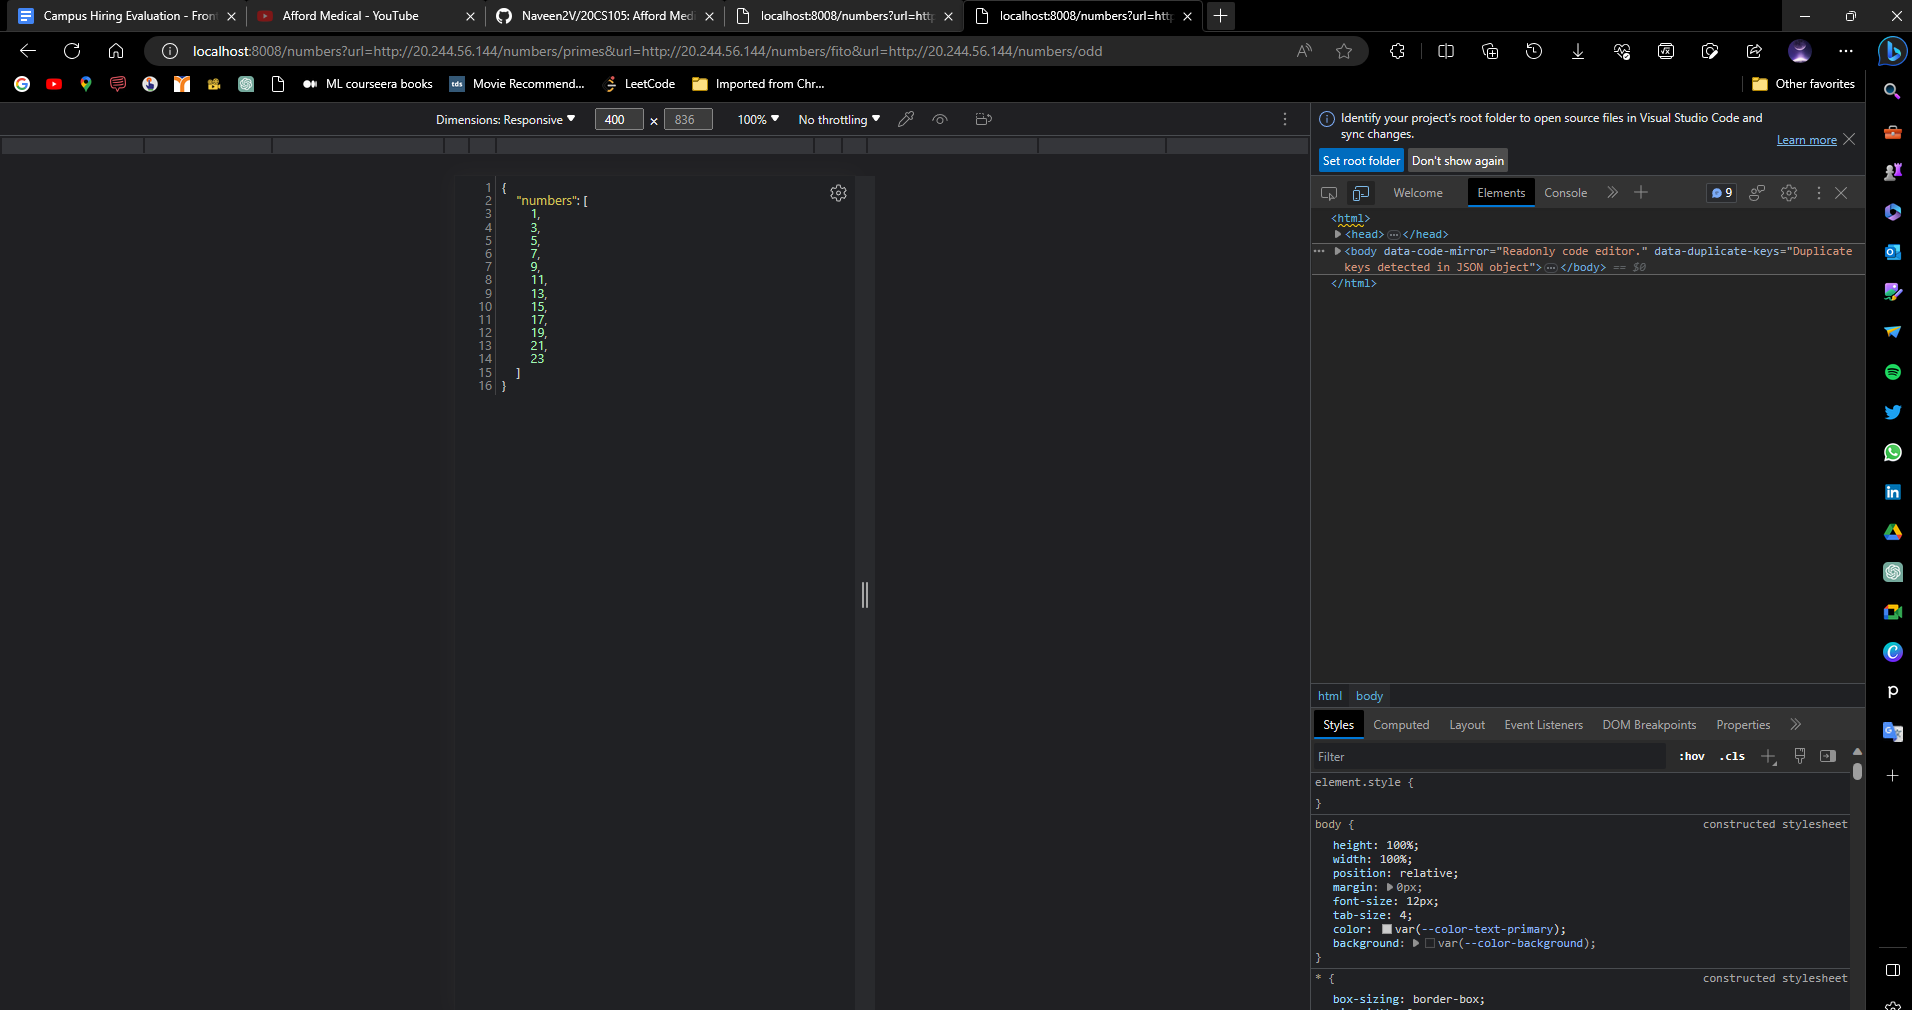 Campus Hiring Evaluation - Fron
Afford Medical - YouTube
Naveen2V/20CS105: Afford Medi
localhost:8008/numbers?url=http
localhost:8008/numbers?url=http
localhost:8008/numbers?url=http://20.244.56.144/numbers/primes&url=http://20.244.56.144/numbers/fito&url=http://20.244.56.144/numbers/odd
ML courseera books
Movie Recommend...
LeetCode
Imported from Chr...
Other favorites
Dimensions: Responsive
400 × 836
100%
No throttling
1 {
2 "numbers": [
3 1,
4 3,
5 5,
6 7,
7 9,
8 11,
9 13,
10 15,
11 17,
12 19,
13 21,
14 23
15 ]
16 }
Identify your project's root folder to open source files in Visual Studio Code and
sync changes.
Learn more
Set root folder
Don't show again
Welcome
Elements
Console
9
<html>
<head> ··· </head>
··· <body data-code-mirror="Readonly code editor." data-duplicate-keys="Duplicate
keys detected in JSON object"> ··· </body> == $0
</html>
html
body
Styles
Computed
Layout
Event Listeners
DOM Breakpoints
Properties
Filter
:hov
.cls
element.style {
}
body {
constructed stylesheet
height: 100%;
width: 100%;
position: relative;
margin: 0px;
font-size: 12px;
tab-size: 4;
color: var(--color-text-primary);
background: var(--color-background);
}
* {
constructed stylesheet
box-sizing: border-box;